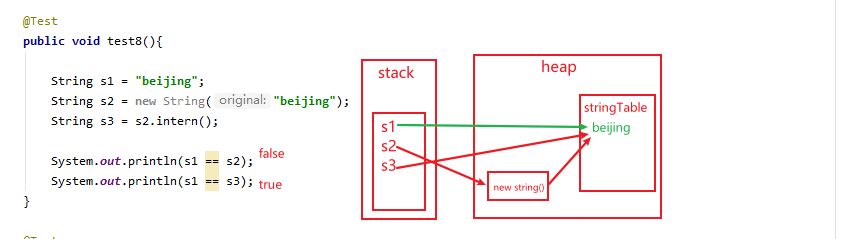 @Test
public void test8(){
String s1 = "beijing";
String s2 = new String( original: "beijing");
String s3 = s2.intern();
System.out.println(s1 == s2); false
System.out.println(s1 == s3); true
}
stack
s1
s2
s3
heap
stringTable
beijing
new string()